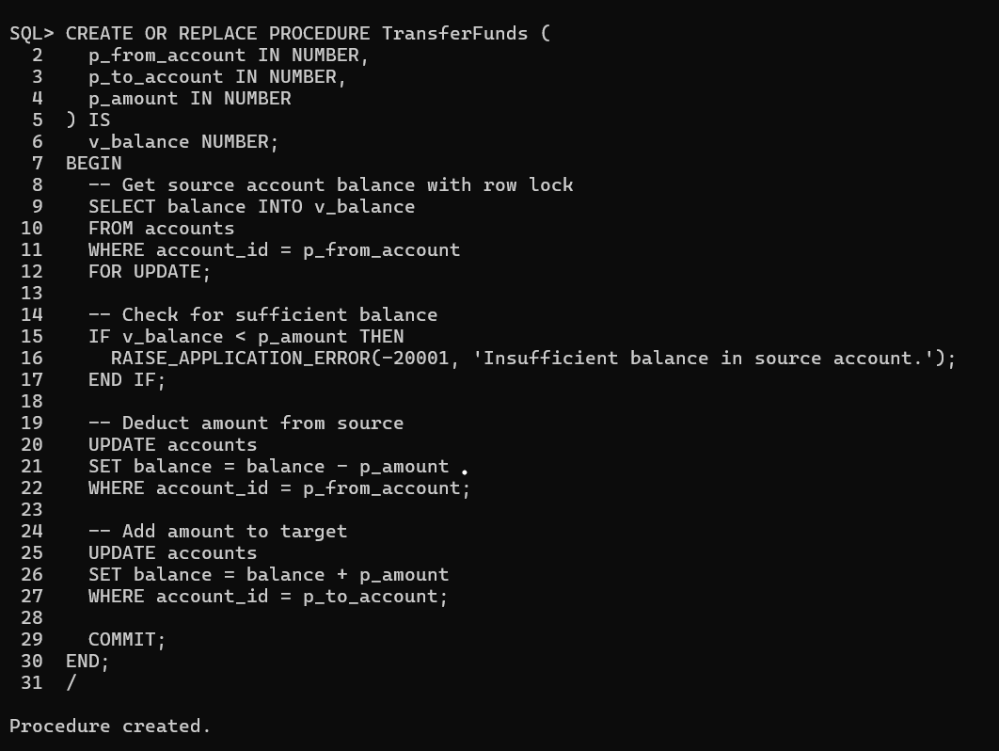 SQL> CREATE OR REPLACE PROCEDURE TransferFunds (
  2    p_from_account IN NUMBER,
  3    p_to_account IN NUMBER,
  4    p_amount IN NUMBER
  5  ) IS
  6    v_balance NUMBER;
  7  BEGIN
  8    -- Get source account balance with row lock
  9    SELECT balance INTO v_balance
 10    FROM accounts
 11    WHERE account_id = p_from_account
 12    FOR UPDATE;
 13
 14    -- Check for sufficient balance
 15    IF v_balance < p_amount THEN
 16      RAISE_APPLICATION_ERROR(-20001, 'Insufficient balance in source account.');
 17    END IF;
 18
 19    -- Deduct amount from source
 20    UPDATE accounts
 21    SET balance = balance - p_amount
 22    WHERE account_id = p_from_account;
 23
 24    -- Add amount to target
 25    UPDATE accounts
 26    SET balance = balance + p_amount
 27    WHERE account_id = p_to_account;
 28
 29    COMMIT;
 30  END;
 31  /
Procedure created.